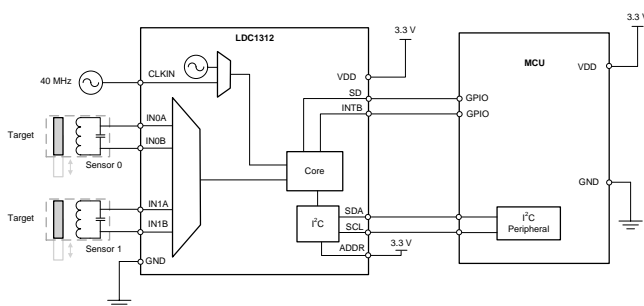 3.3 V
3.3 V
LDC1312
MCU
40 MHz
CLKIN
VDD
VDD
SD
GPIO
INTB
GPIO
IN0A
Target
IN0B
Sensor 0
Core
IN1A
Target
IN1B
Sensor 1
GND
GND
I²C
SDA
SCL
I²C
Peripheral
ADDR
3.3 V